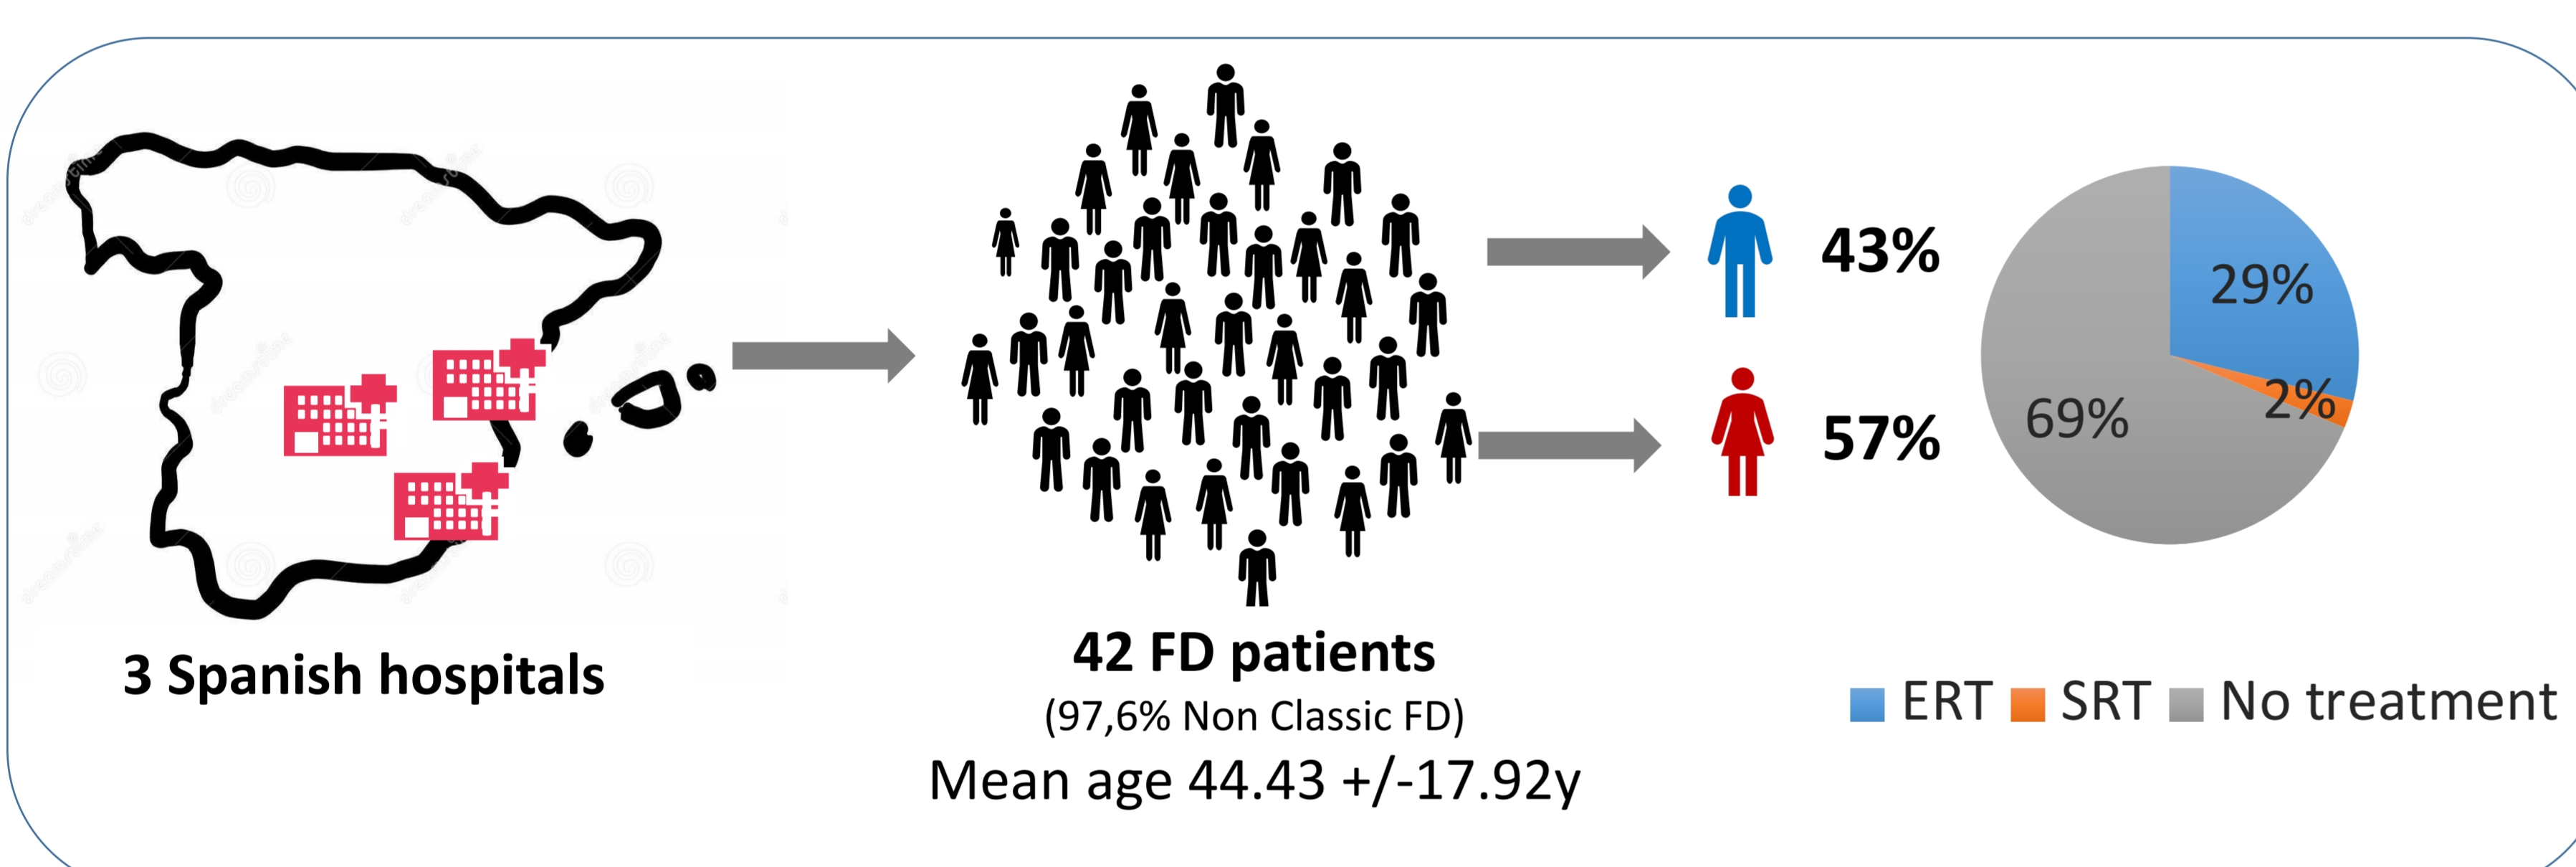 3 Spanish hospitals
42 FD patients
(97,6% Non Classic FD)
Mean age 44.43 +/-17.92y
43%
57%
29%
2%
69%
ERT SRT No treatment